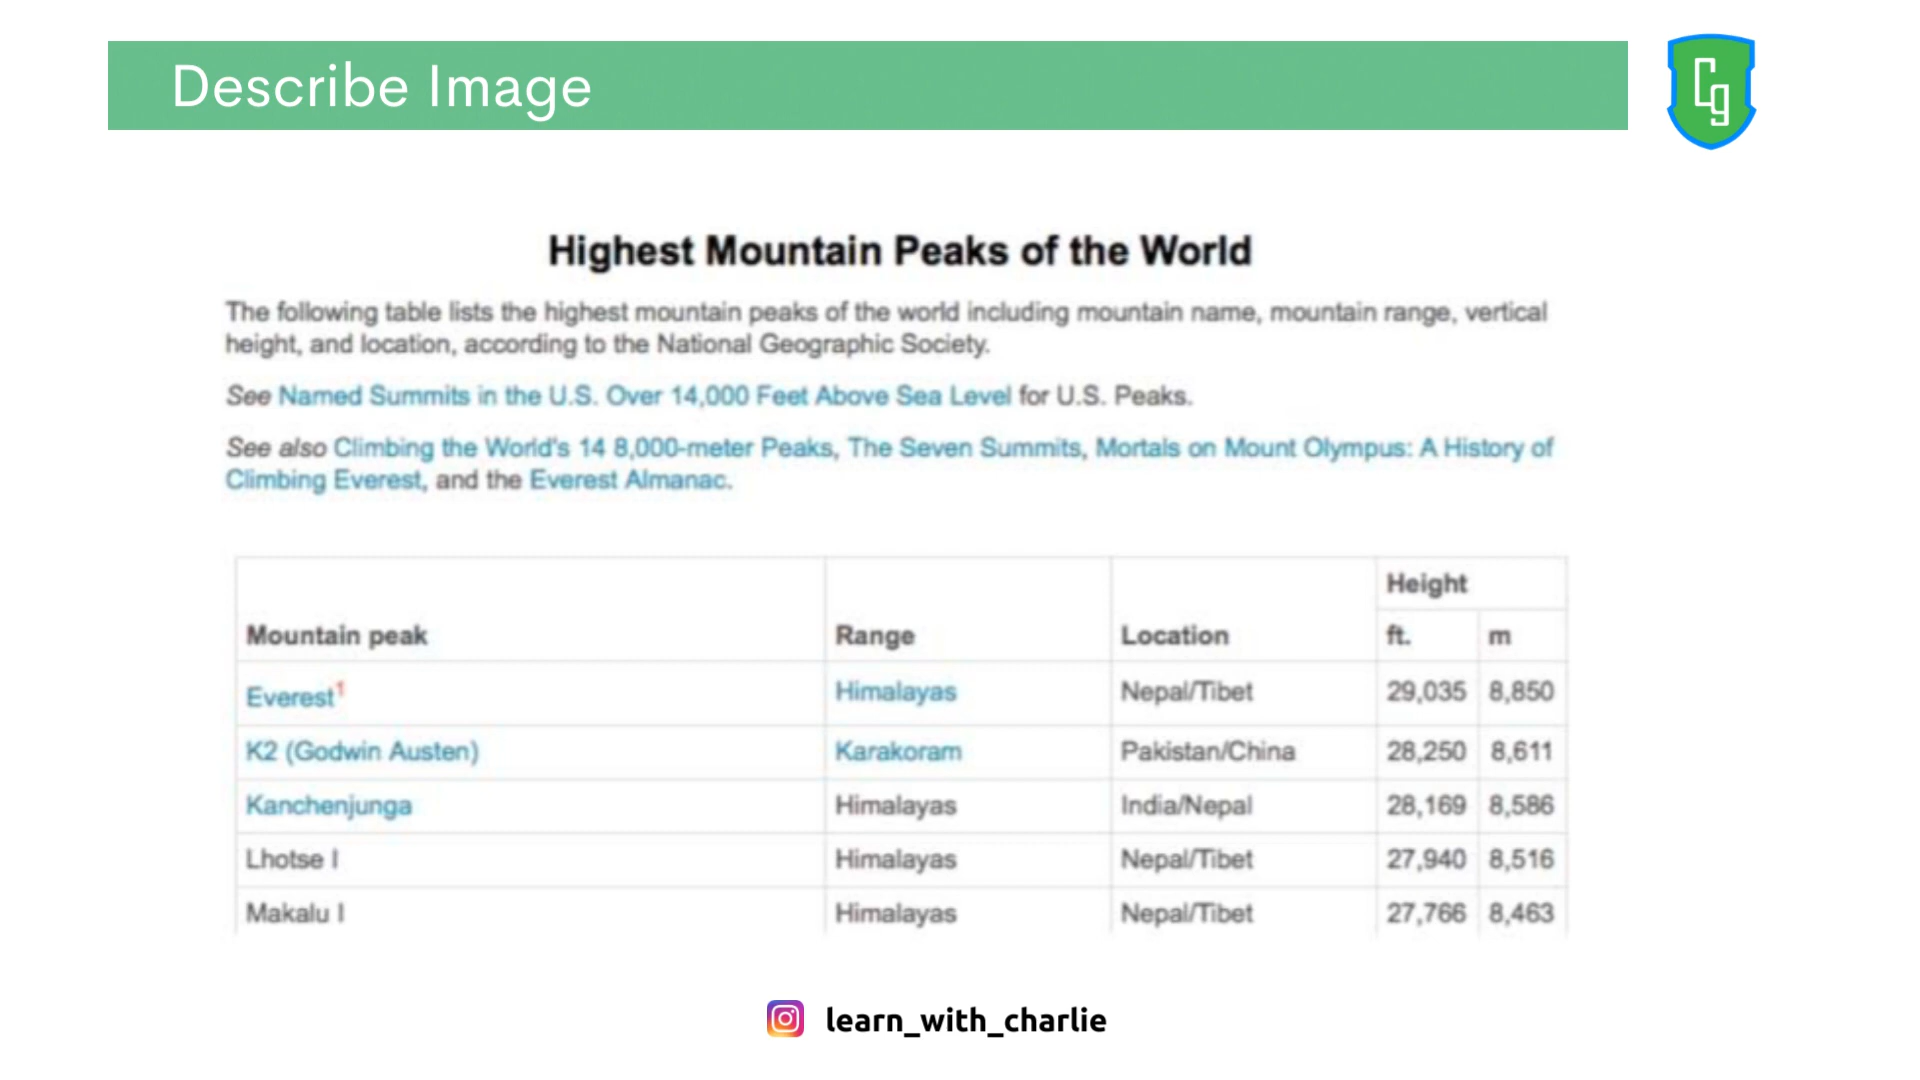 Describe Image
Cg
Highest Mountain Peaks of the World
The following table lists the highest mountain peaks of the world including mountain name, mountain range, vertical
height, and location, according to the National Geographic Society.
See Named Summits in the U.S. Over 14,000 Feet Above Sea Level for U.S. Peaks.
See also Climbing the World's 14 8,000-meter Peaks, The Seven Summits, Mortals on Mount Olympus: A History of
Climbing Everest, and the Everest Almanac.
Height
Mountain peak Range Location ft. m
Everest1 Himalayas Nepal/Tibet 29,035 8,850
K2 (Godwin Austen) Karakoram Pakistan/China 28,250 8,611
Kanchenjunga Himalayas India/Nepal 28,169 8,586
Lhotse I Himalayas Nepal/Tibet 27,940 8,516
Makalu I Himalayas Nepal/Tibet 27,766 8,463
learn_with_charlie